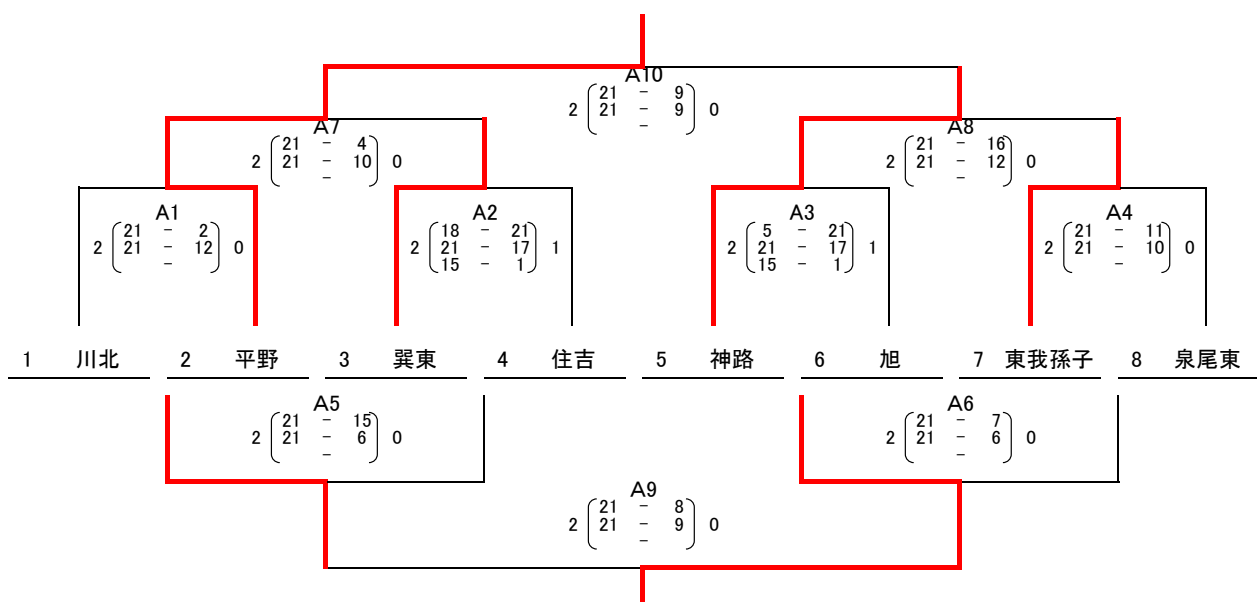 A10
21 - 9
2 21 - 9 0
-
A7
21 - 4
2 21 - 10 0
-
A8
21 - 16
2 21 - 12 0
-
A1
21 - 2
2 21 - 12 0
-
A2
18 - 21
2 21 - 17 1
15 - 1
A3
5 - 21
2 21 - 17 1
15 - 1
A4
21 - 11
2 21 - 10 0
-
1 川北 2 平野 3 巽東 4 住吉 5 神路 6 旭 7 東我孫子 8 泉尾東
A5
21 - 15
2 21 - 6 0
-
A6
21 - 7
2 21 - 6 0
-
A9
21 - 8
2 21 - 9 0
-